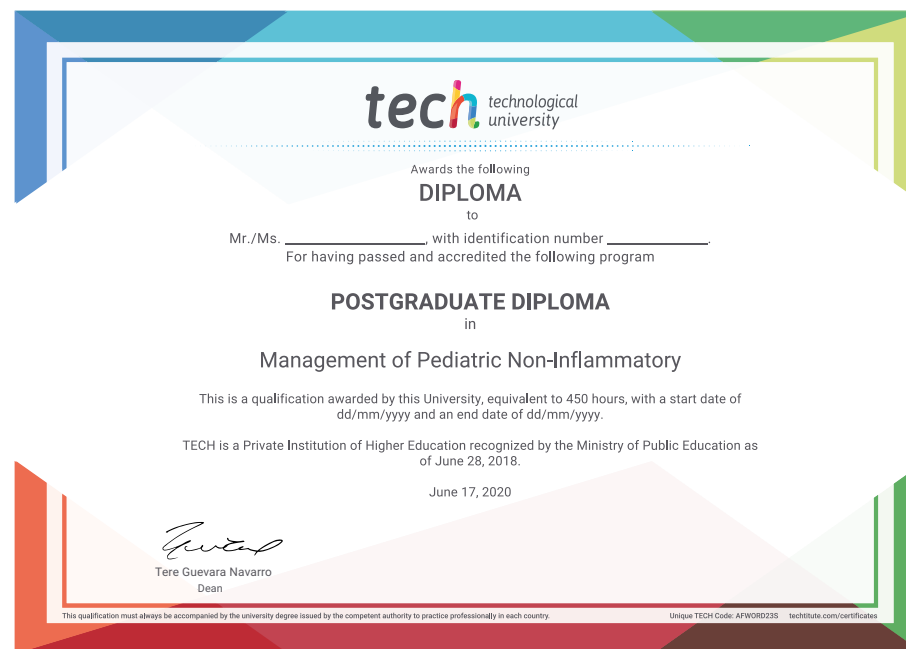 tech technological
university
Awards the following
DIPLOMA
to
Mr./Ms. ____________________, with identification number _______________.
For having passed and accredited the following program
POSTGRADUATE DIPLOMA
in
Management of Pediatric Non-Inflammatory
This is a qualification awarded by this University, equivalent to 450 hours, with a start date of
dd/mm/yyyy and an end date of dd/mm/yyyy.
TECH is a Private Institution of Higher Education recognized by the Ministry of Public Education as
of June 28, 2018.
June 17, 2020
Tere Guevara Navarro
Dean
This qualification must always be accompanied by the university degree issued by the competent authority to practice professionally in each country. Unique TECH Code: AFWORD23S techtitute.com/certificates